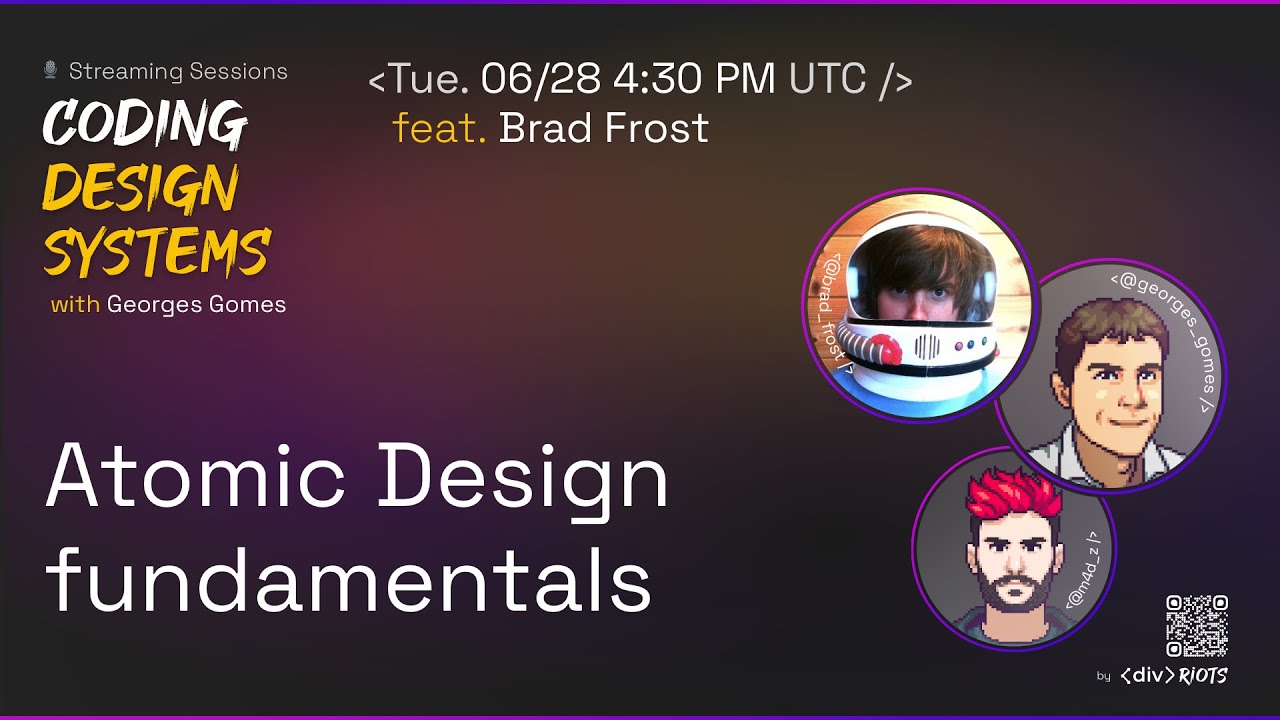 Streaming Sessions
CODING
DESIGN
SYSTEMS
with Georges Gomes
<Tue. 06/28 4:30 PM UTC />
feat. Brad Frost
<@brad_frost />
<@georges_gomes />
<@m4d_z />
Atomic Design
fundamentals
by <div> RIOTS